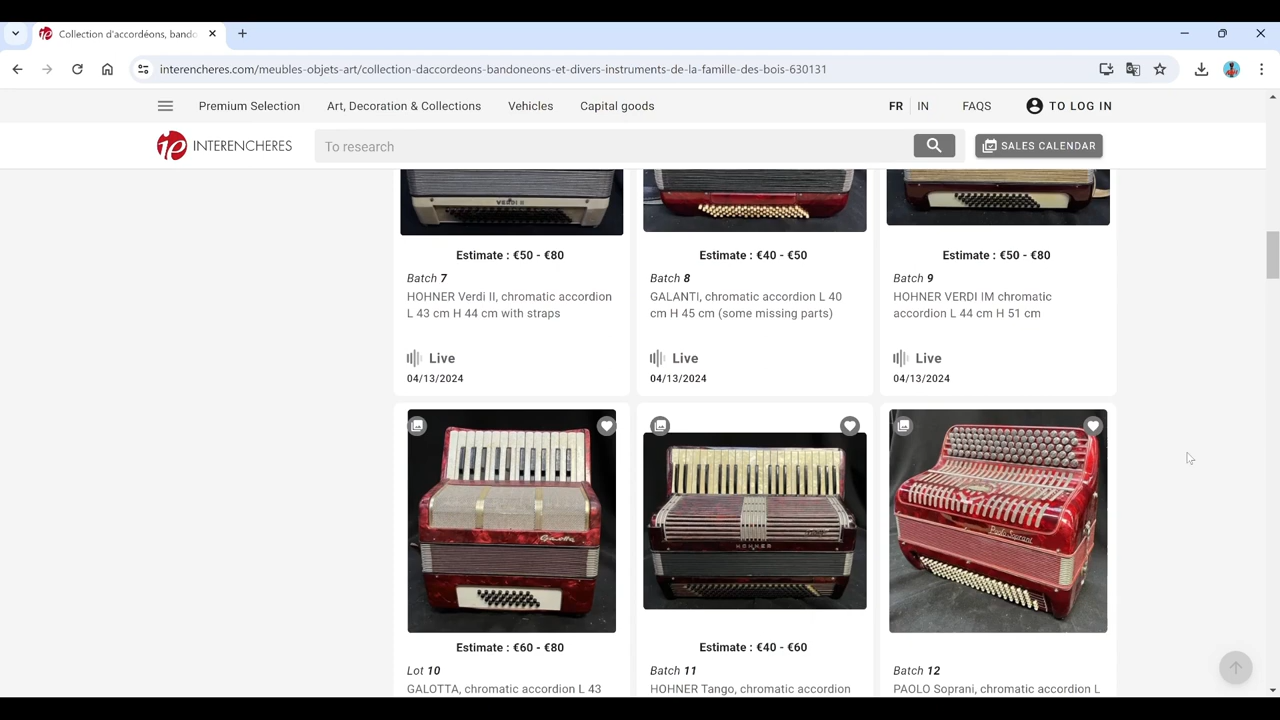 Collection d'accordéons, bando
interencheres.com/meubles-objets-art/collection-daccordeons-bandoneons-et-divers-instruments-de-la-famille-des-bois-630131
Premium Selection Art, Decoration & Collections Vehicles Capital goods FR IN FAQS TO LOG IN
INTERENCHERES To research SALES CALENDAR
VERDI II
Estimate : €50 - €80 Estimate : €40 - €50 Estimate : €50 - €80
Batch 7 Batch 8 Batch 9
HOHNER Verdi II, chromatic accordion GALANTI, chromatic accordion L 40 HOHNER VERDI IM chromatic
L 43 cm H 44 cm with straps cm H 45 cm (some missing parts) accordion L 44 cm H 51 cm
Live Live Live
04/13/2024 04/13/2024 04/13/2024
Galotta HOHNER Paolo Soprani
Estimate : €60 - €80 Estimate : €40 - €60
Lot 10 Batch 11 Batch 12
GALOTTA, chromatic accordion L 43 HOHNER Tango, chromatic accordion PAOLO Soprani, chromatic accordion L